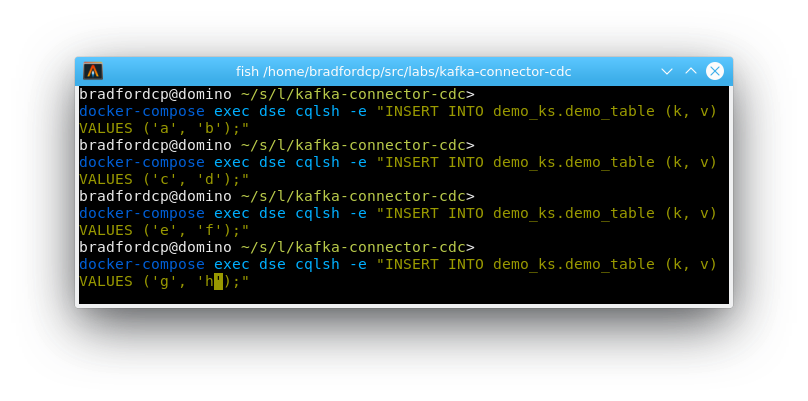 fish /home/bradfordcp/src/labs/kafka-connector-cdc
bradfordcp@domino ~/s/l/kafka-connector-cdc>
docker-compose exec dse cqlsh -e "INSERT INTO demo_ks.demo_table (k, v)
VALUES ('a', 'b');"
bradfordcp@domino ~/s/l/kafka-connector-cdc>
docker-compose exec dse cqlsh -e "INSERT INTO demo_ks.demo_table (k, v)
VALUES ('c', 'd');"
bradfordcp@domino ~/s/l/kafka-connector-cdc>
docker-compose exec dse cqlsh -e "INSERT INTO demo_ks.demo_table (k, v)
VALUES ('e', 'f');"
bradfordcp@domino ~/s/l/kafka-connector-cdc>
docker-compose exec dse cqlsh -e "INSERT INTO demo_ks.demo_table (k, v)
VALUES ('g', 'h');"